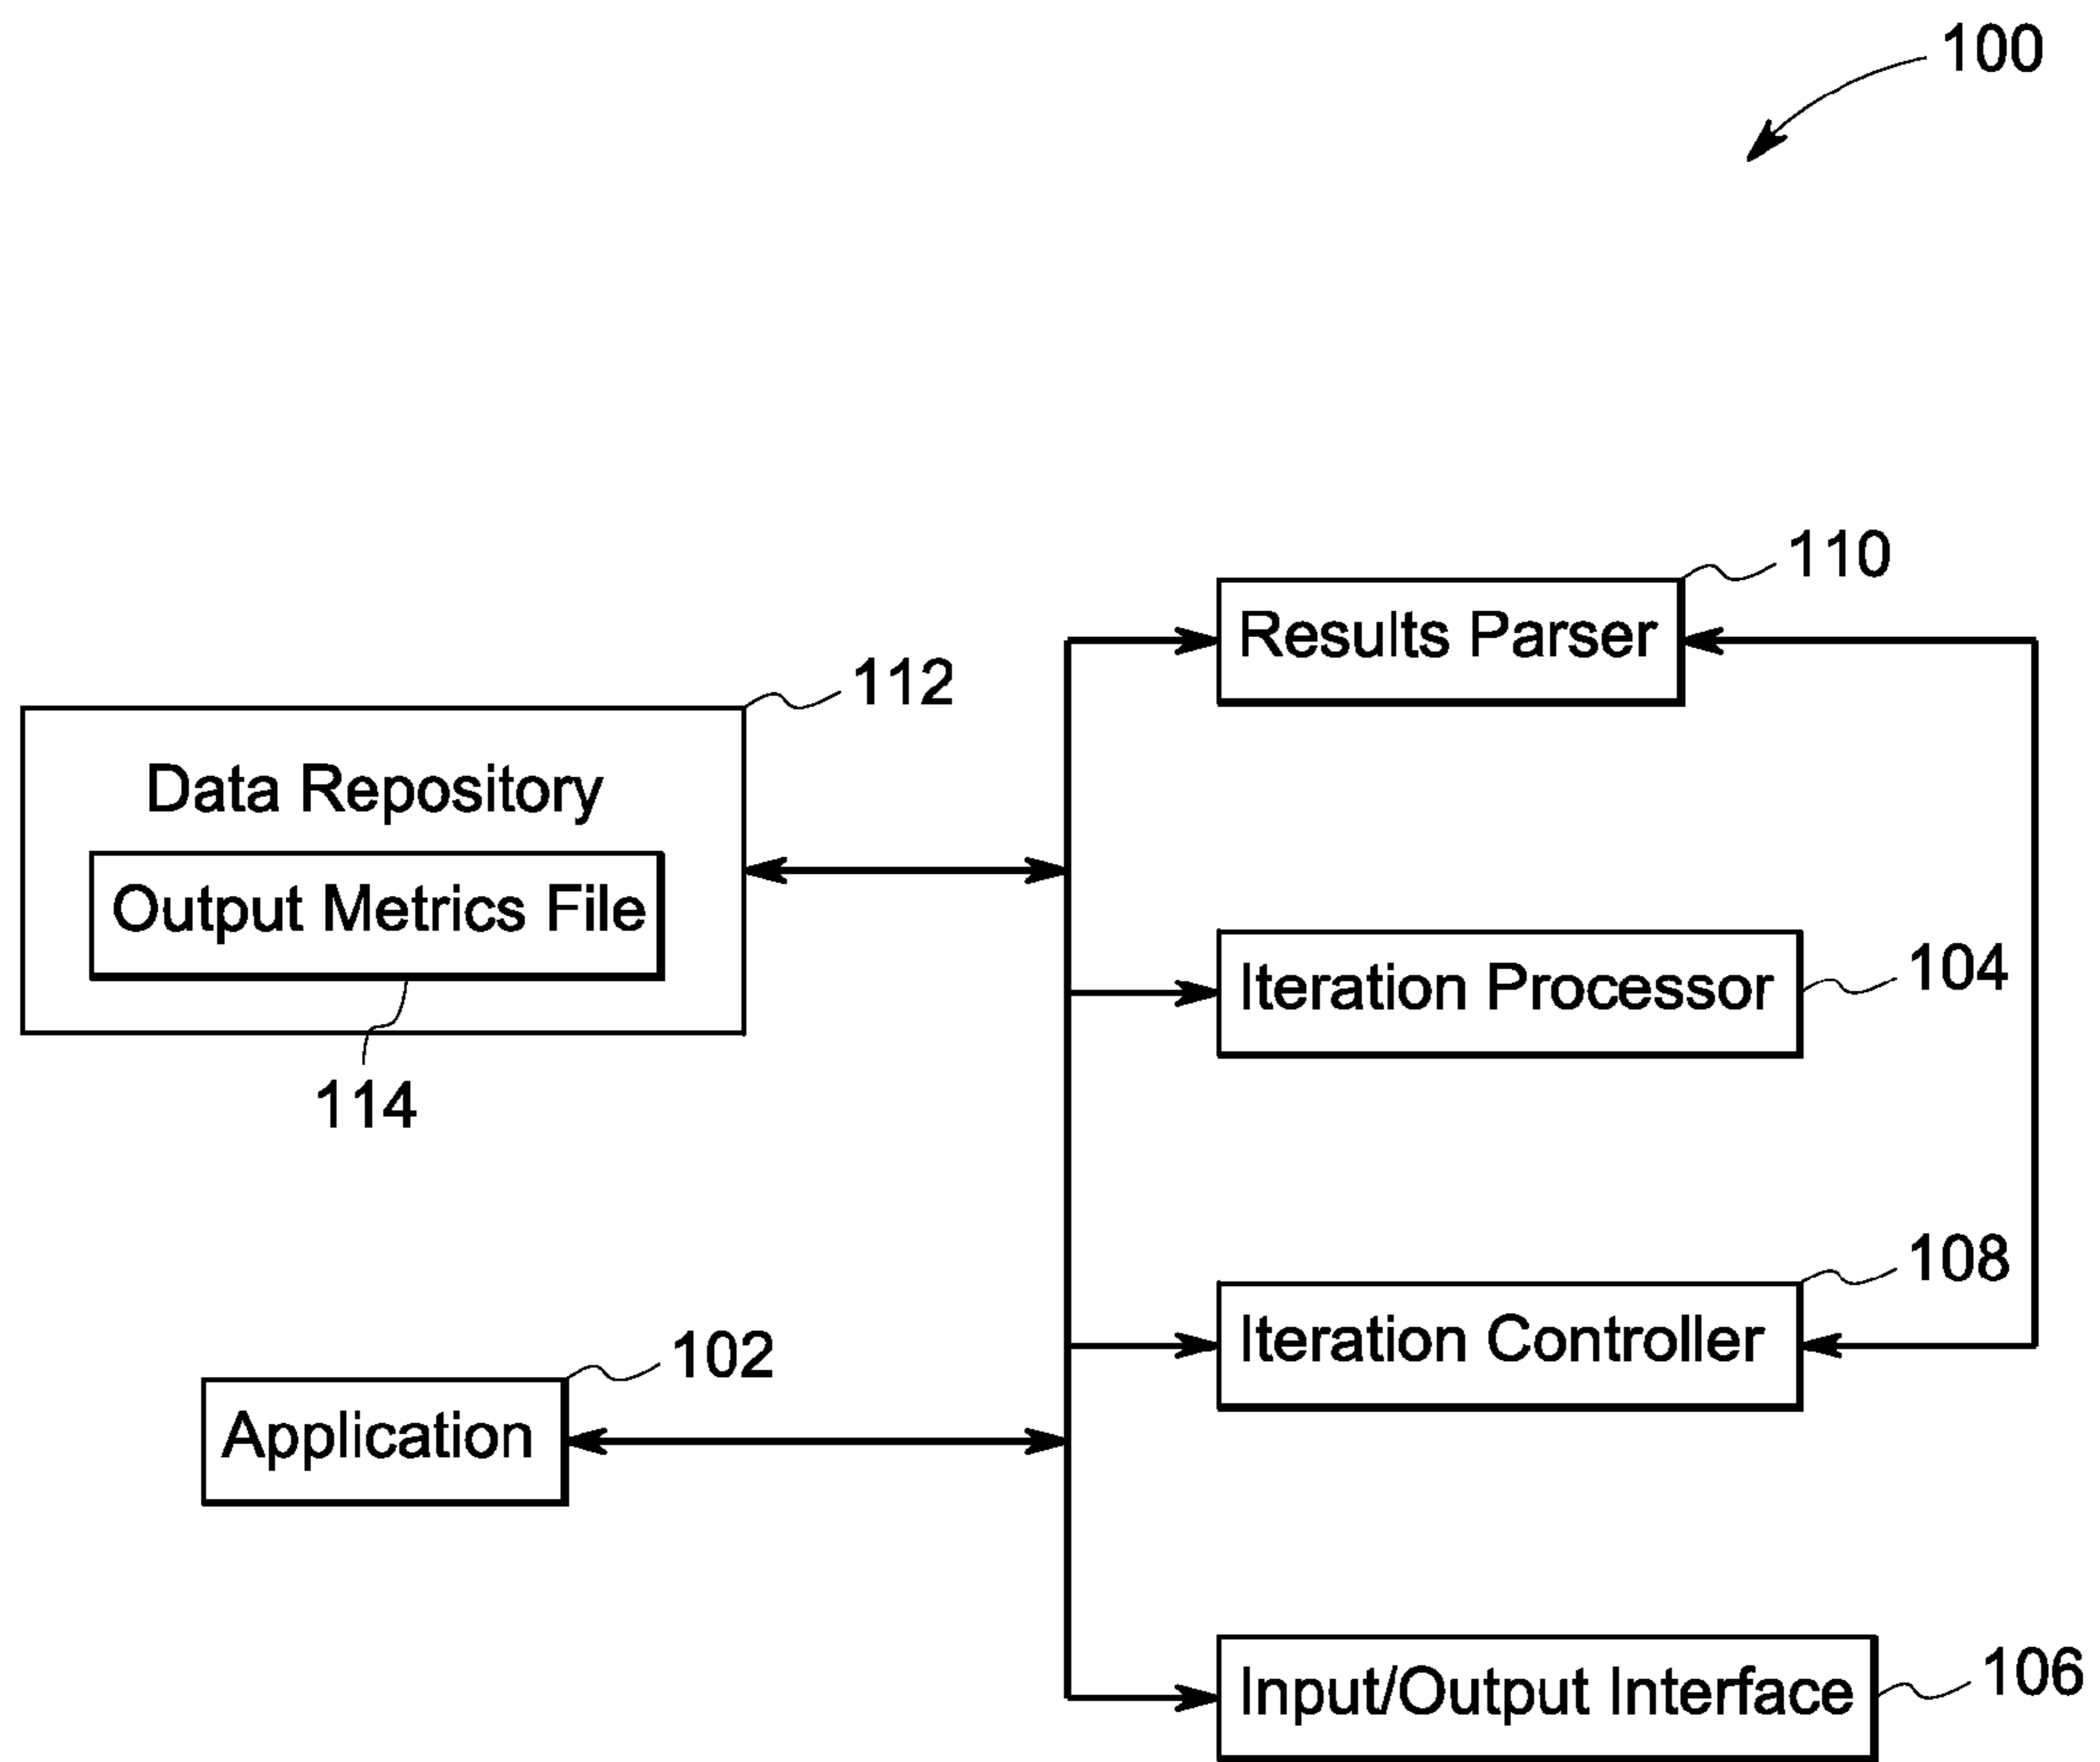 100
110
Results Parser
112
Data Repository
Output Metrics File
114
104
Iteration Processor
108
Iteration Controller
102
Application
106
Input/Output Interface